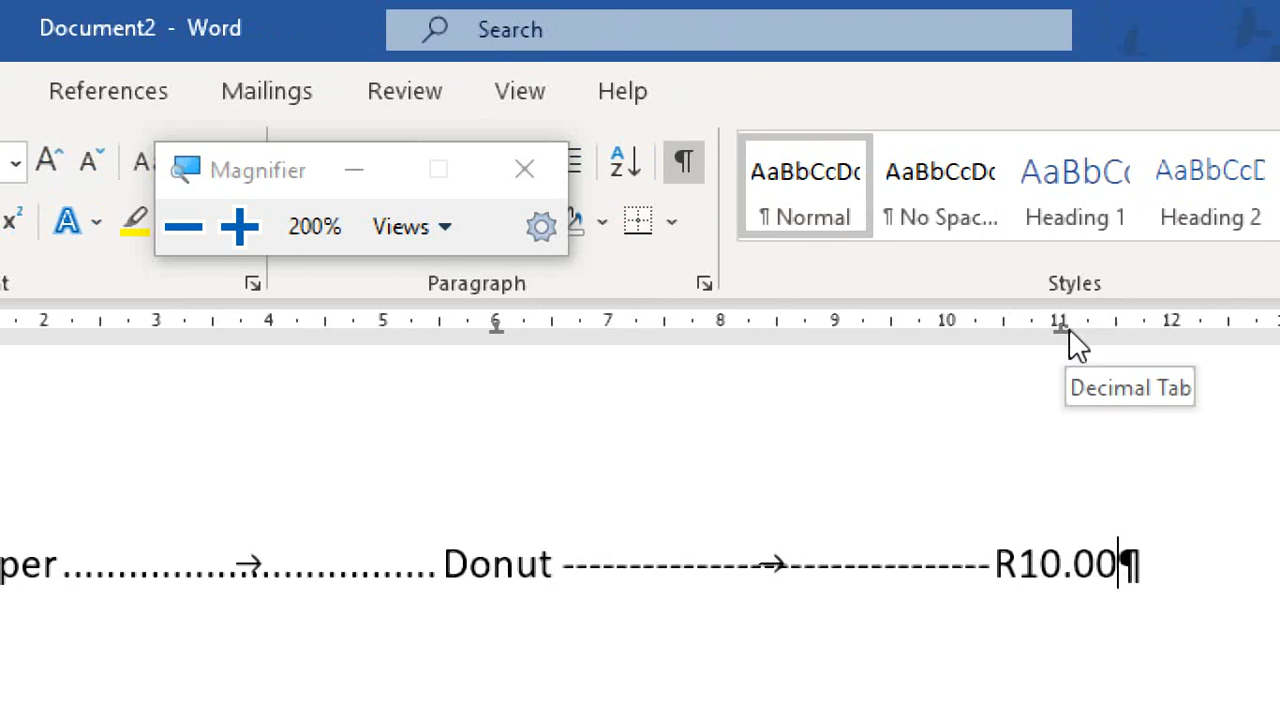 Document2 - Word
Search
References Mailings Review View Help
A A A
A
Z
¶
x² A
Magnifier
200% Views
AaBbCcDc AaBbCcDc AaBbC AaBbCcD
¶ Normal ¶ No Spac... Heading 1 Heading 2
Paragraph Styles
2 3 4 5 6 7 8 9 10 11 12
Decimal Tab
per ..................→.................. Donut -----------------→----------------- R10.00¶